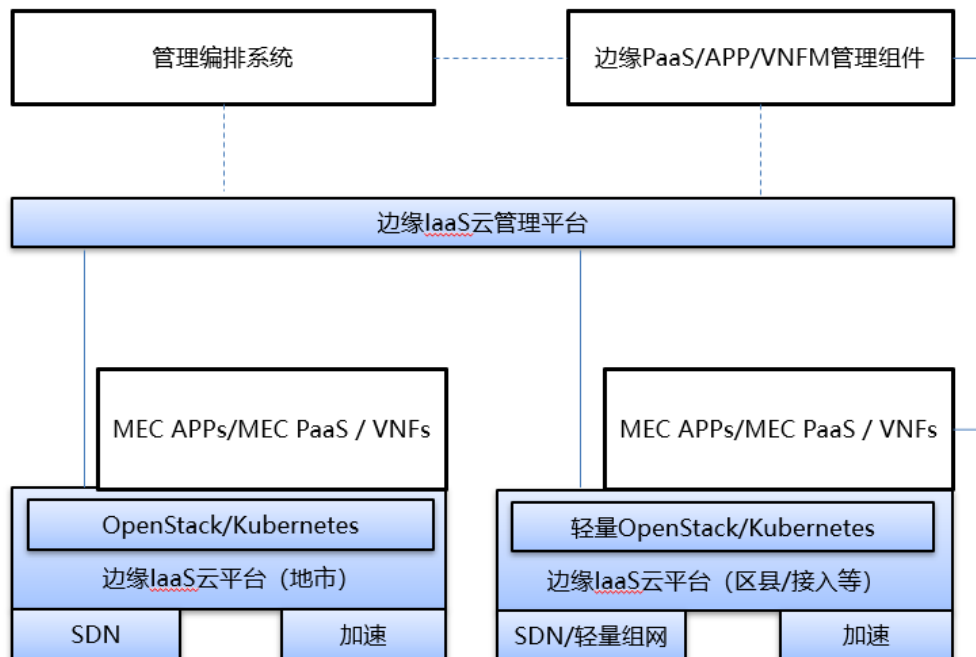 管理编排系统
边缘PaaS/APP/VNFM管理组件
边缘IaaS云管理平台
MEC APPs/MEC PaaS / VNFs
MEC APPs/MEC PaaS / VNFs
OpenStack/Kubernetes
轻量OpenStack/Kubernetes
边缘IaaS云平台（地市）
边缘IaaS云平台（区县/接入等）
SDN
加速
SDN/轻量组网
加速